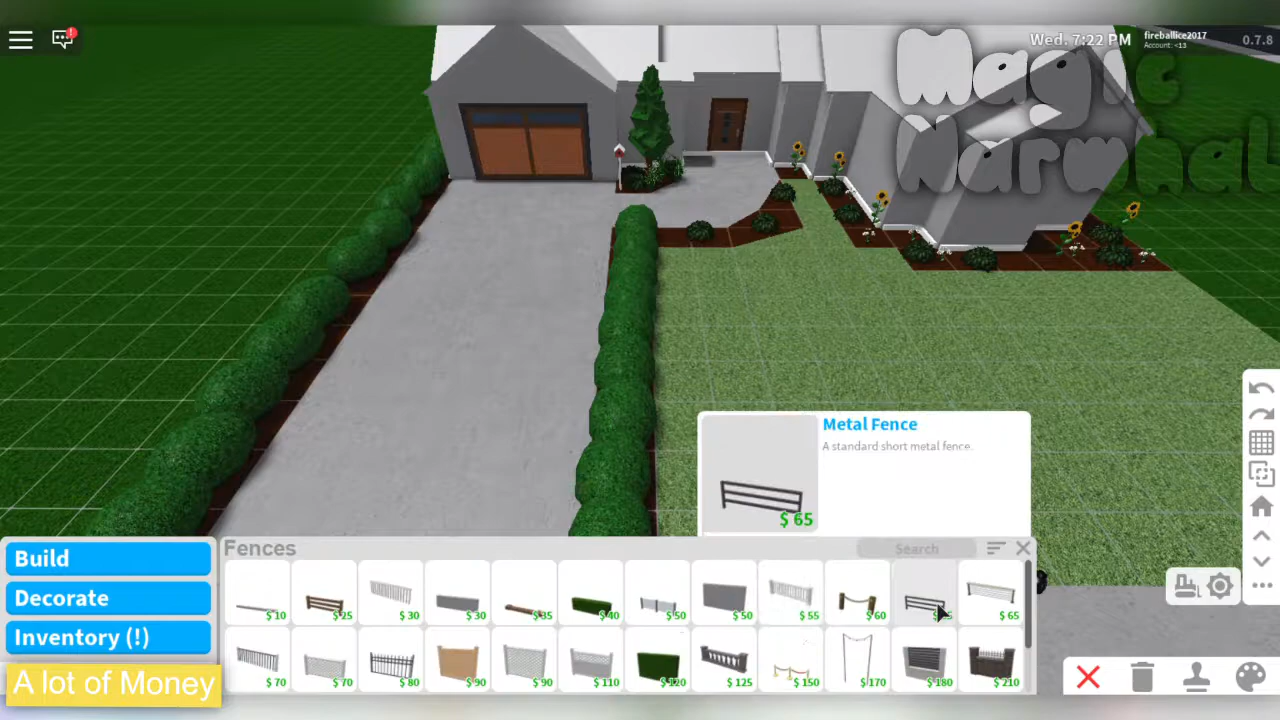 Wed. 7:22 PM
fireballice2017
Account: <13
0.7.8
Magic
Narwhal
Metal Fence
A standard short metal fence.
$ 65
Build
Decorate
Inventory (!)
A lot of Money
Fences
Search
$ 10 $ 25 $ 30 $ 30 $ 35 $ 40 $ 50 $ 50 $ 55 $ 60 $ 65
$ 70 $ 70 $ 80 $ 90 $ 90 $ 110 $ 120 $ 125 $ 150 $ 170 $ 180 $ 210